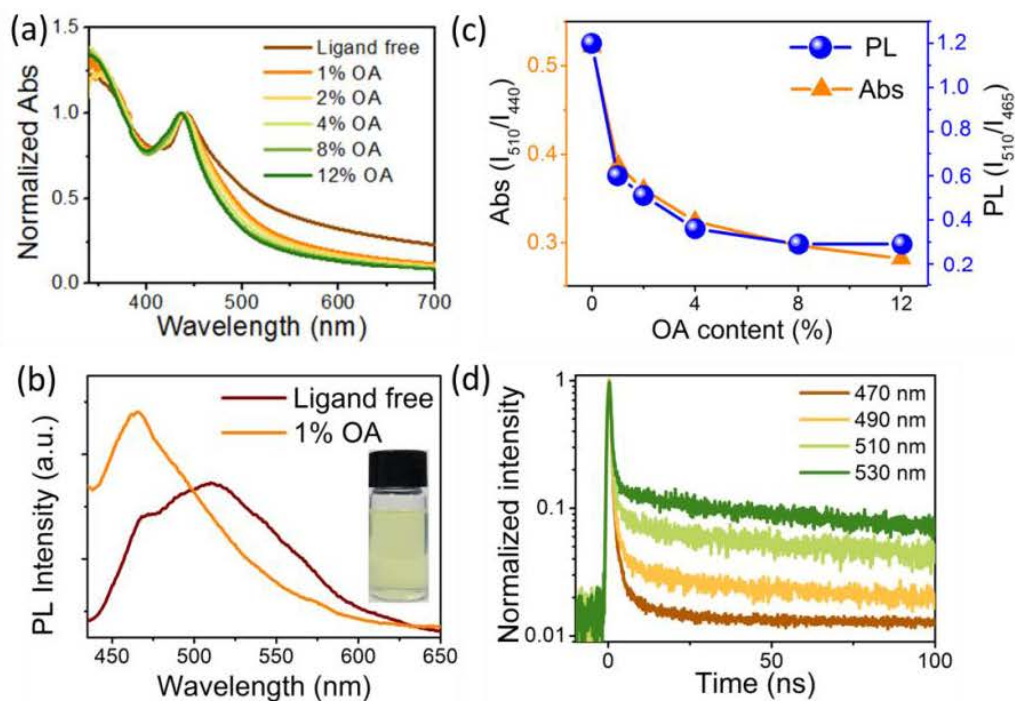 (a)
1.5
1.0
0.5
0.0
Normalized Abs
Ligand free
1% OA
2% OA
4% OA
8% OA
12% OA
400
500
600
700
Wavelength (nm)
(c)
0.5
0.4
0.3
Abs (I510/I440)
PL
Abs
1.2
1.0
0.8
0.6
0.4
0.2
PL (I510/I465)
0
4
8
12
OA content (%)
(b)
PL Intensity (a.u.)
Ligand free
1% OA
450
500
550
600
650
Wavelength (nm)
(d)
1
0.1
0.01
Normalized intensity
470 nm
490 nm
510 nm
530 nm
0
50
100
Time (ns)